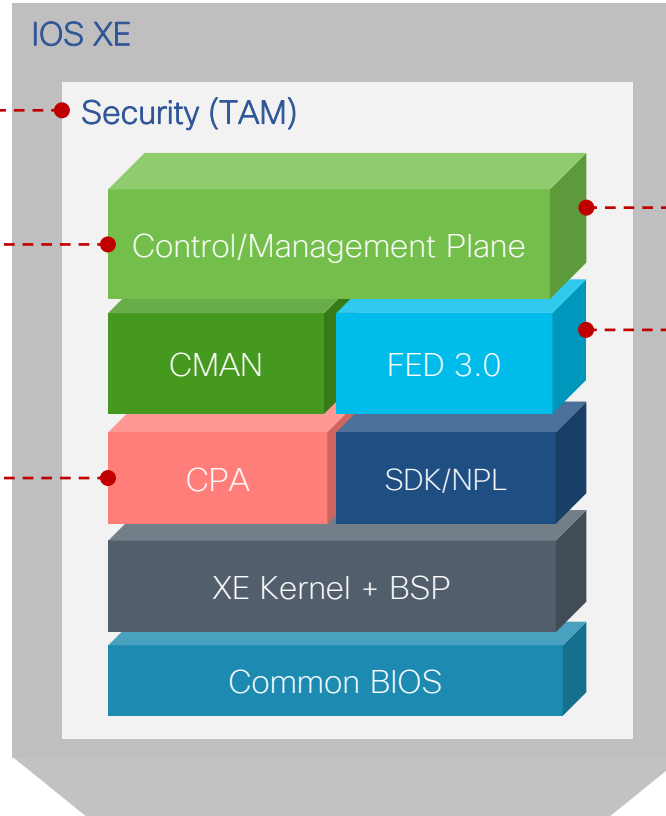 IOS XE
Security (TAM)
Control/Management Plane
CMAN
FED 3.0
CPA
SDK/NPL
XE Kernel + BSP
Common BIOS